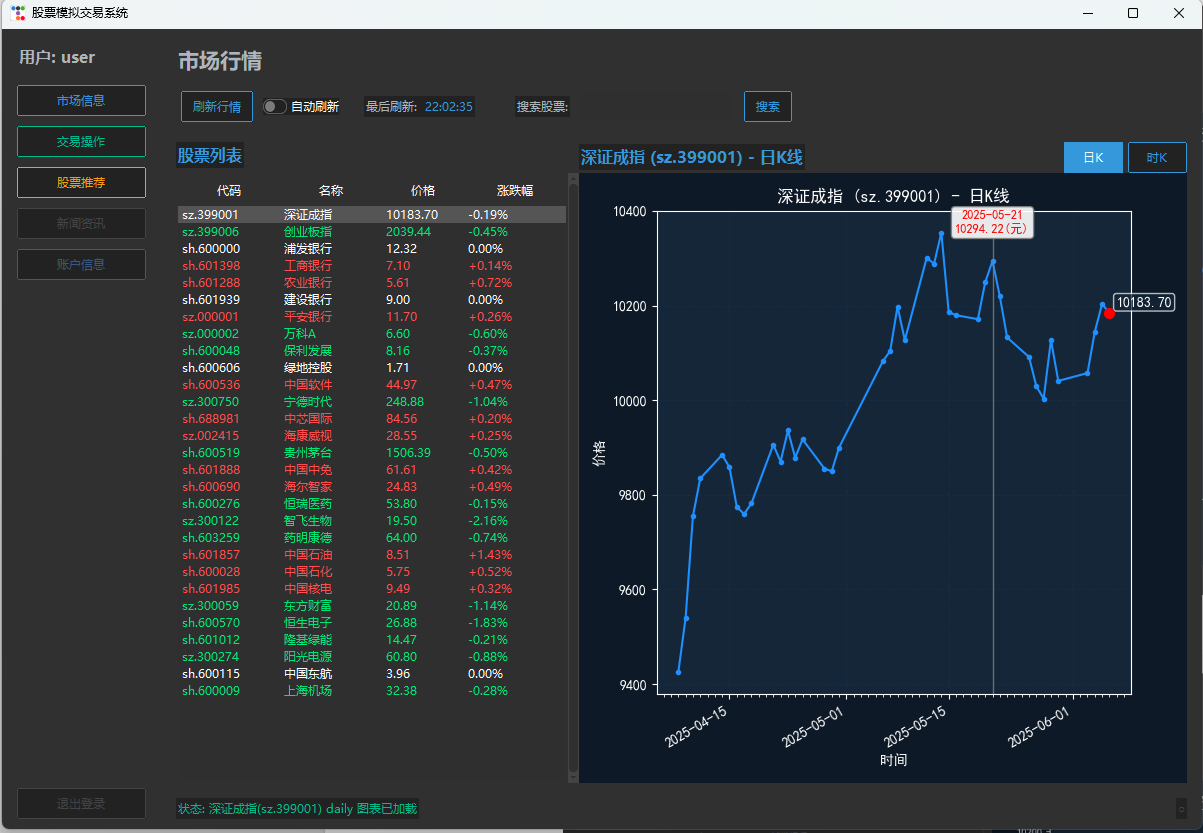 股票模拟交易系统
用户: user
市场信息
交易操作
股票推荐
新闻资讯
账户信息
退出登录
市场行情
刷新行情 自动刷新 最后刷新: 22:02:35 搜索股票: 搜索
股票列表
代码 名称 价格 涨跌幅
sz.399001 深证成指 10183.70 -0.19%
sz.399006 创业板指 2039.44 -0.45%
sh.600000 浦发银行 12.32 0.00%
sh.601398 工商银行 7.10 +0.14%
sh.601288 农业银行 5.61 +0.72%
sh.601939 建设银行 9.00 0.00%
sz.000001 平安银行 11.70 +0.26%
sz.000002 万科A 6.60 -0.60%
sh.600048 保利发展 8.16 -0.37%
sh.600606 绿地控股 1.71 0.00%
sh.600536 中国软件 44.97 +0.47%
sz.300750 宁德时代 248.88 -1.04%
sh.688981 中芯国际 84.56 +0.20%
sz.002415 海康威视 28.55 +0.25%
sh.600519 贵州茅台 1506.39 -0.50%
sh.601888 中国中免 61.61 +0.42%
sh.600690 海尔智家 24.83 +0.49%
sh.600276 恒瑞医药 53.80 -0.15%
sz.300122 智飞生物 19.50 -2.16%
sh.603259 药明康德 64.00 -0.74%
sh.601857 中国石油 8.51 +1.43%
sh.600028 中国石化 5.75 +0.52%
sh.601985 中国核电 9.49 +0.32%
sz.300059 东方财富 20.89 -1.14%
sh.600570 恒生电子 26.88 -1.83%
sh.601012 隆基绿能 14.47 -0.21%
sz.300274 阳光电源 60.80 -0.88%
sh.600115 中国东航 3.96 0.00%
sh.600009 上海机场 32.38 -0.28%
深证成指 (sz.399001) - 日K线
日K 时K
深证成指 (sz.399001) - 日K线
2025-05-21
10294.22(元)
10183.70
10400
10200
10000
9800
9600
9400
价格
2025-04-15
2025-05-01
2025-05-15
2025-06-01
时间
状态: 深证成指(sz.399001) daily 图表已加载